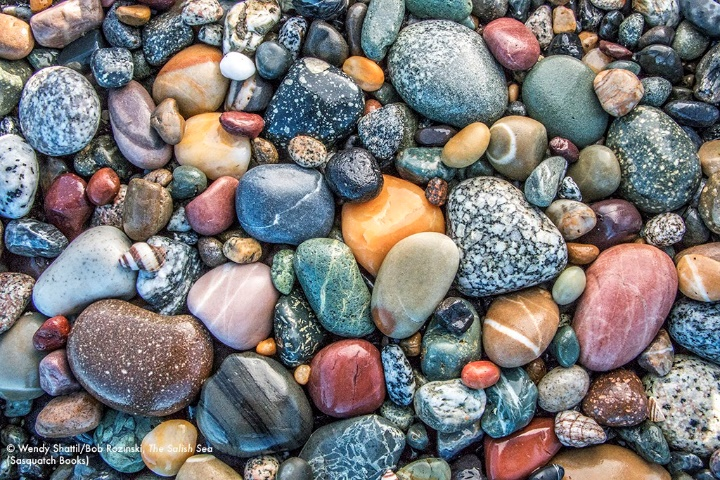 © Wendy Shattil/Bob Rozinski, The Salish Sea
(Sasquatch Books)